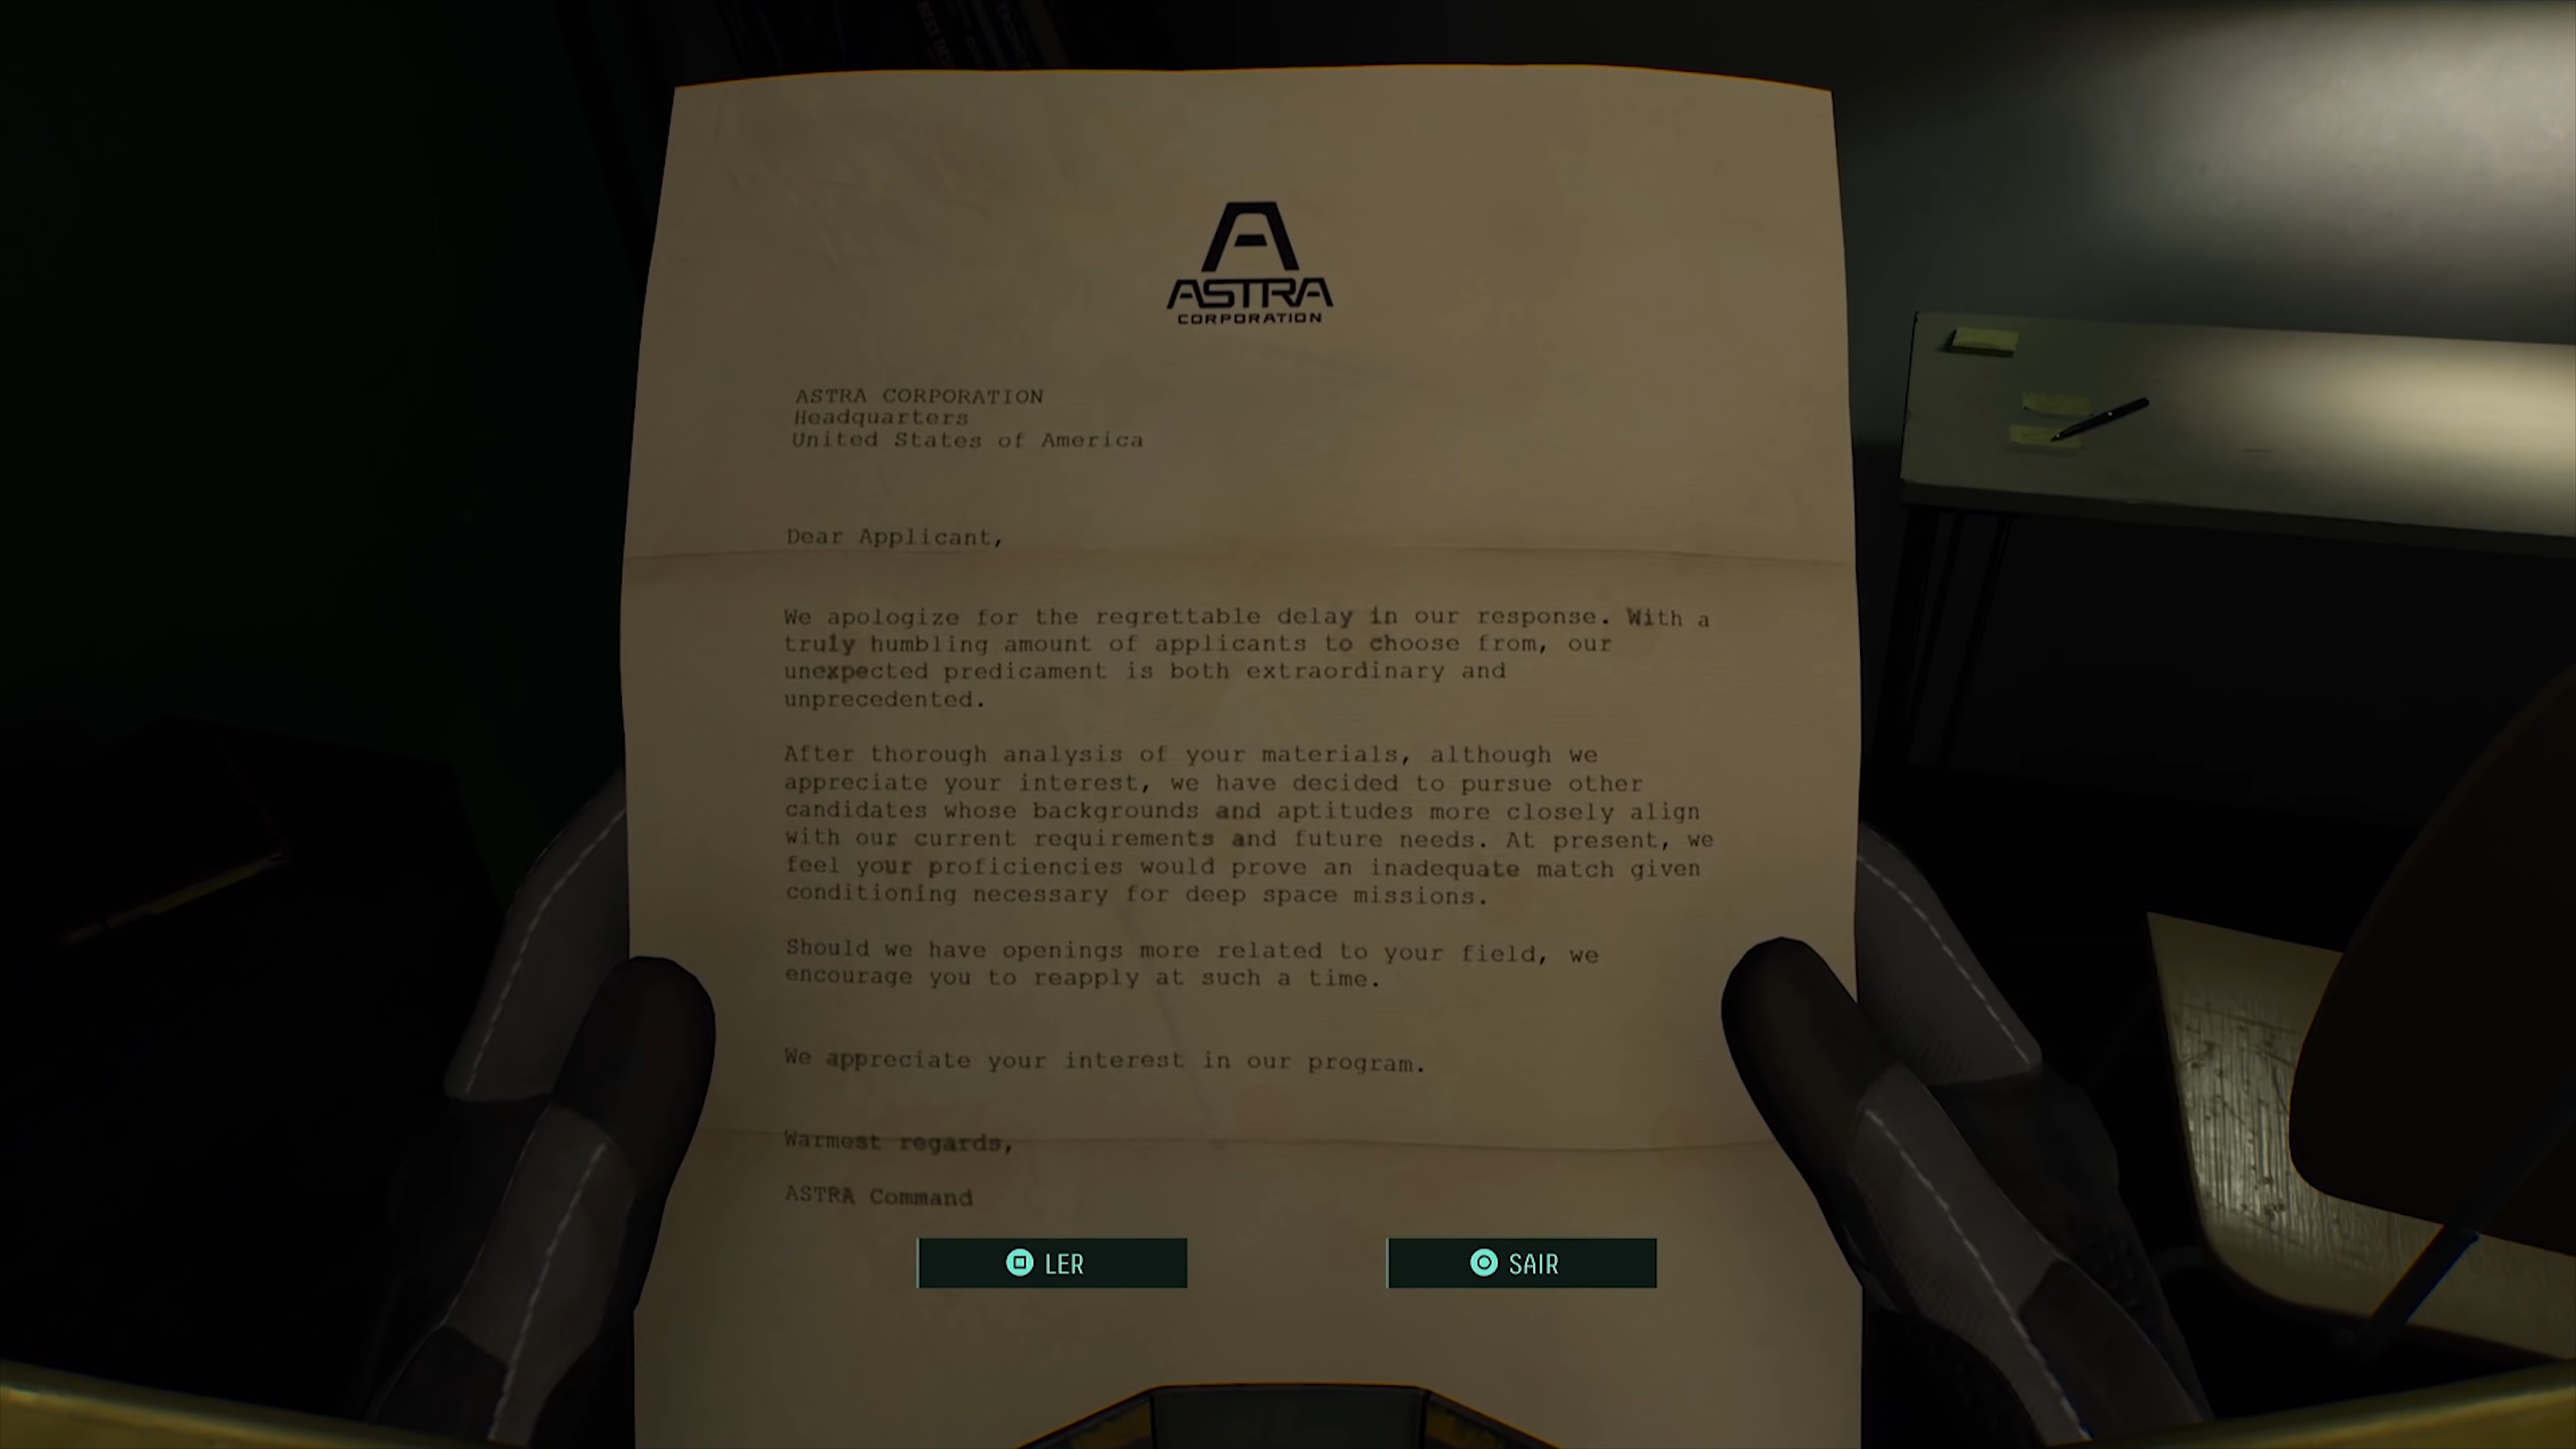 BEST DES
A
ASTRA
CORPORATION
ASTRA CORPORATION
Headquarters
United States of America
Dear Applicant,
We apologize for the regrettable delay in our response. With a
truly humbling amount of applicants to choose from, our
unexpected predicament is both extraordinary and
unprecedented.
After thorough analysis of your materials, although we
appreciate your interest, we have decided to pursue other
candidates whose backgrounds and aptitudes more closely align
with our current requirements and future needs. At present, we
feel your proficiencies would prove an inadequate match given
conditioning necessary for deep space missions.
Should we have openings more related to your field, we
encourage you to reapply at such a time.
We appreciate your interest in our program.
Warmest regards,
ASTRA Command
LER
SAIR